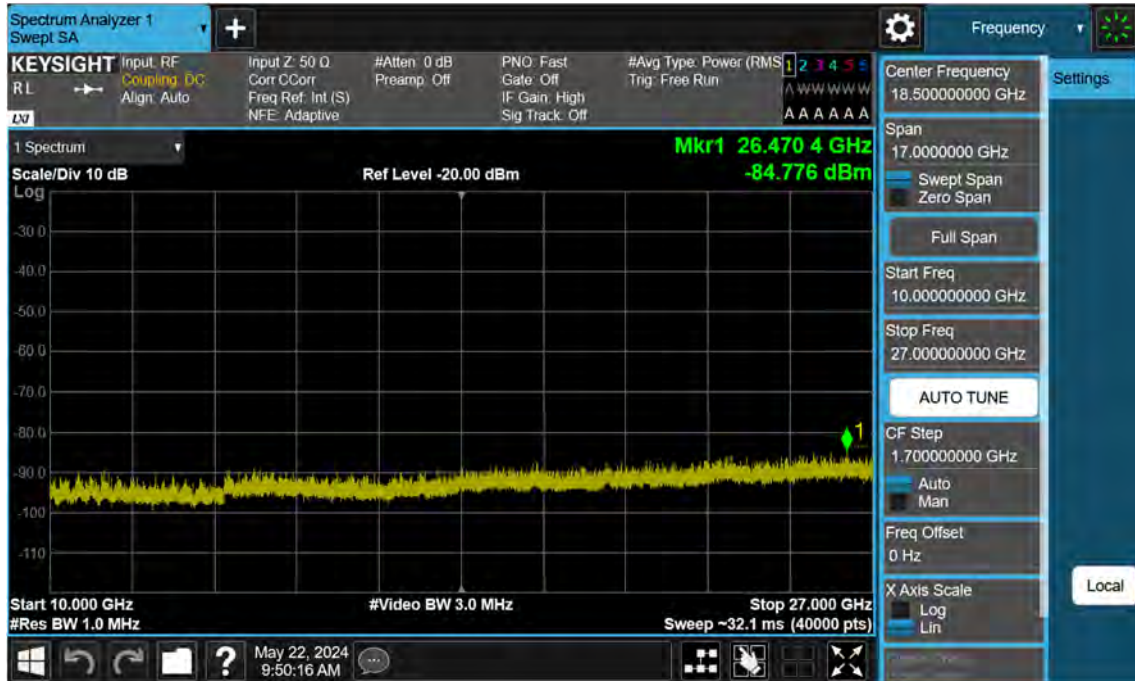 Spectrum Analyzer 1
Swept SA
Frequency
KEYSIGHT
RL
LXI
Input: RF
Coupling: DC
Align: Auto
Input Z: 50 Ω
Corr CCorr
Freq Ref: Int (S)
NFE: Adaptive
#Atten: 0 dB
Preamp: Off
PNO: Fast
Gate: Off
IF Gain: High
Sig Track: Off
#Avg Type: Power (RMS
Trig: Free Run
1 2 3 4 5 6
A W W W W W
A A A A A A
1 Spectrum
Mkr1 26.470 4 GHz
-84.776 dBm
Scale/Div 10 dB
Ref Level -20.00 dBm
Log
-30.0
-40.0
-50.0
-60.0
-70.0
-80.0
-90.0
-100
-110
1
Start 10.000 GHz
#Video BW 3.0 MHz
Stop 27.000 GHz
#Res BW 1.0 MHz
Sweep ~32.1 ms (40000 pts)
Center Frequency
18.500000000 GHz
Span
17.0000000 GHz
Swept Span
Zero Span
Full Span
Start Freq
10.000000000 GHz
Stop Freq
27.000000000 GHz
AUTO TUNE
CF Step
1.700000000 GHz
Auto
Man
Freq Offset
0 Hz
X Axis Scale
Log
Lin
Settings
Local
?
May 22, 2024
9:50:16 AM